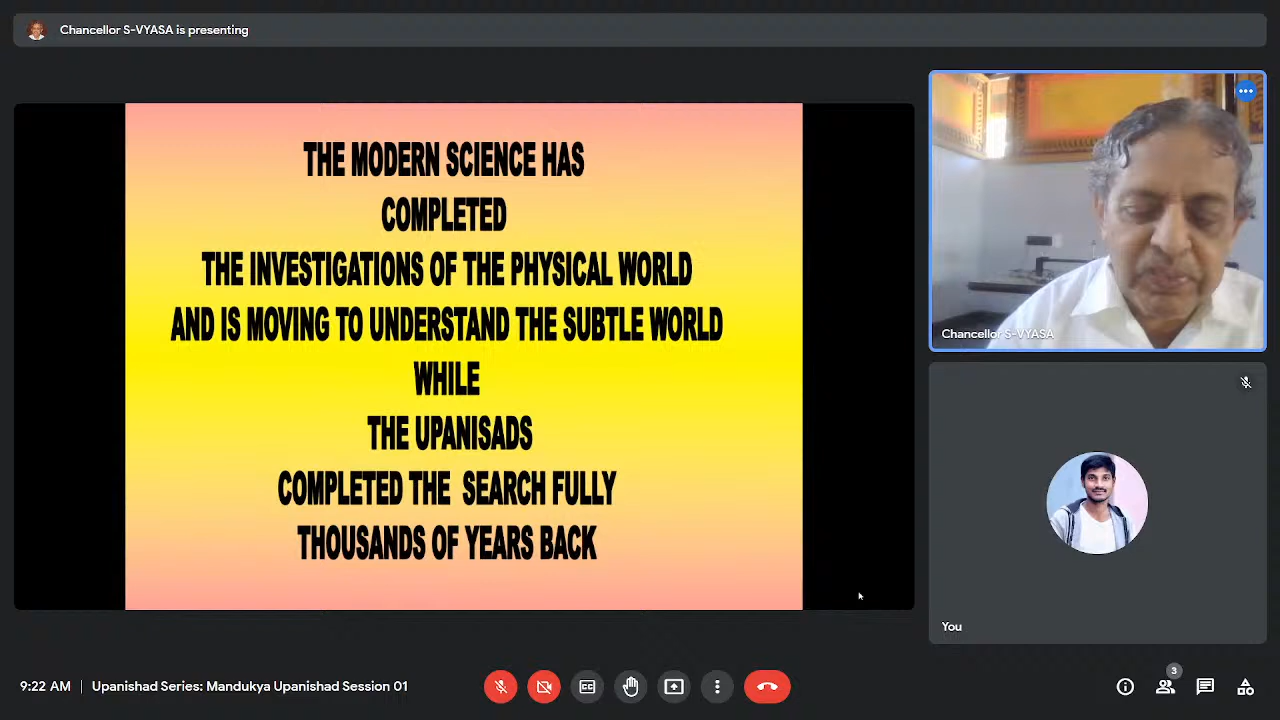 Chancellor S-VYASA is presenting
THE MODERN SCIENCE HAS
COMPLETED
THE INVESTIGATIONS OF THE PHYSICAL WORLD
AND IS MOVING TO UNDERSTAND THE SUBTLE WORLD
WHILE
THE UPANISADS
COMPLETED THE SEARCH FULLY
THOUSANDS OF YEARS BACK
Chancellor S-VYASA
You
9:22 AM | Upanishad Series: Mandukya Upanishad Session 01
3